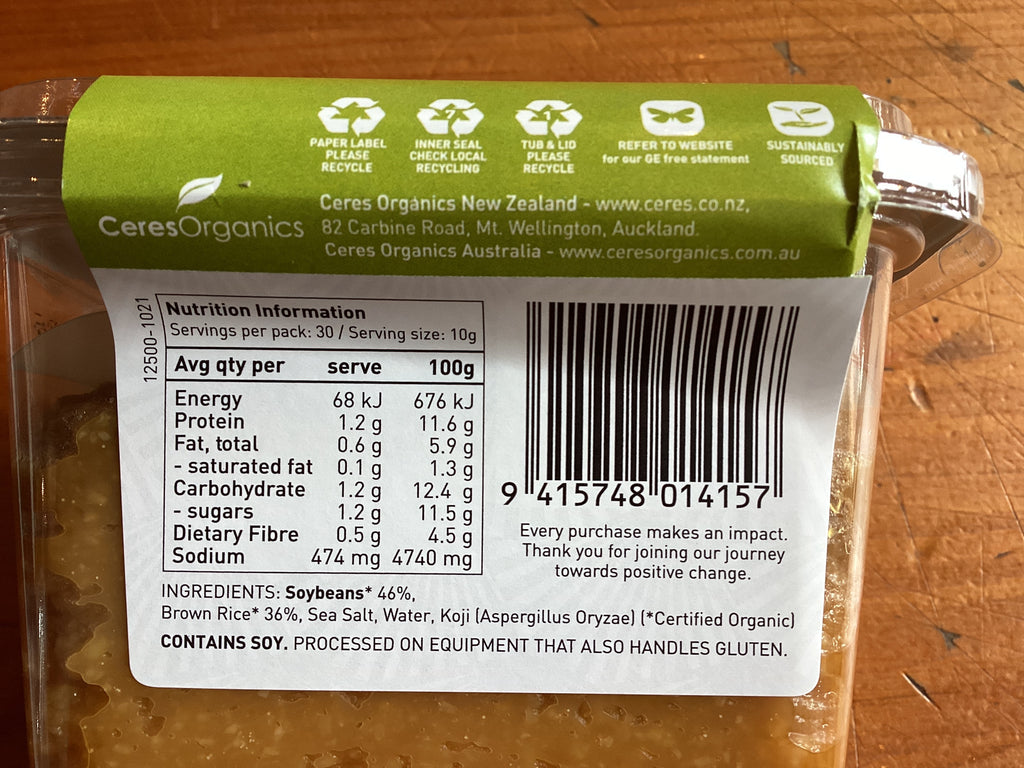 PAPER LABEL
PLEASE
RECYCLE
7
INNER SEAL
CHECK LOCAL
RECYCLING
1
TUB & LID
PLEASE
RECYCLE
REFER TO WEBSITE
for our GE free statement
SUSTAINABLY
SOURCED
CeresOrganics
Ceres Organics New Zealand - www.ceres.co.nz,
82 Carbine Road, Mt. Wellington, Auckland.
Ceres Organics Australia - www.ceresorganics.com.au
12500-1021
Nutrition Information
Servings per pack: 30 / Serving size: 10g
Avg qty per serve 100g
Energy 68 kJ 676 kJ
Protein 1.2 g 11.6 g
Fat, total 0.6 g 5.9 g
- saturated fat 0.1 g 1.3 g
Carbohydrate 1.2 g 12.4 g
- sugars 1.2 g 11.5 g
Dietary Fibre 0.5 g 4.5 g
Sodium 474 mg 4740 mg
9 415748 014157
Every purchase makes an impact.
Thank you for joining our journey
towards positive change.
INGREDIENTS: Soybeans* 46%,
Brown Rice* 36%, Sea Salt, Water, Koji (Aspergillus Oryzae) (*Certified Organic)
CONTAINS SOY. PROCESSED ON EQUIPMENT THAT ALSO HANDLES GLUTEN.